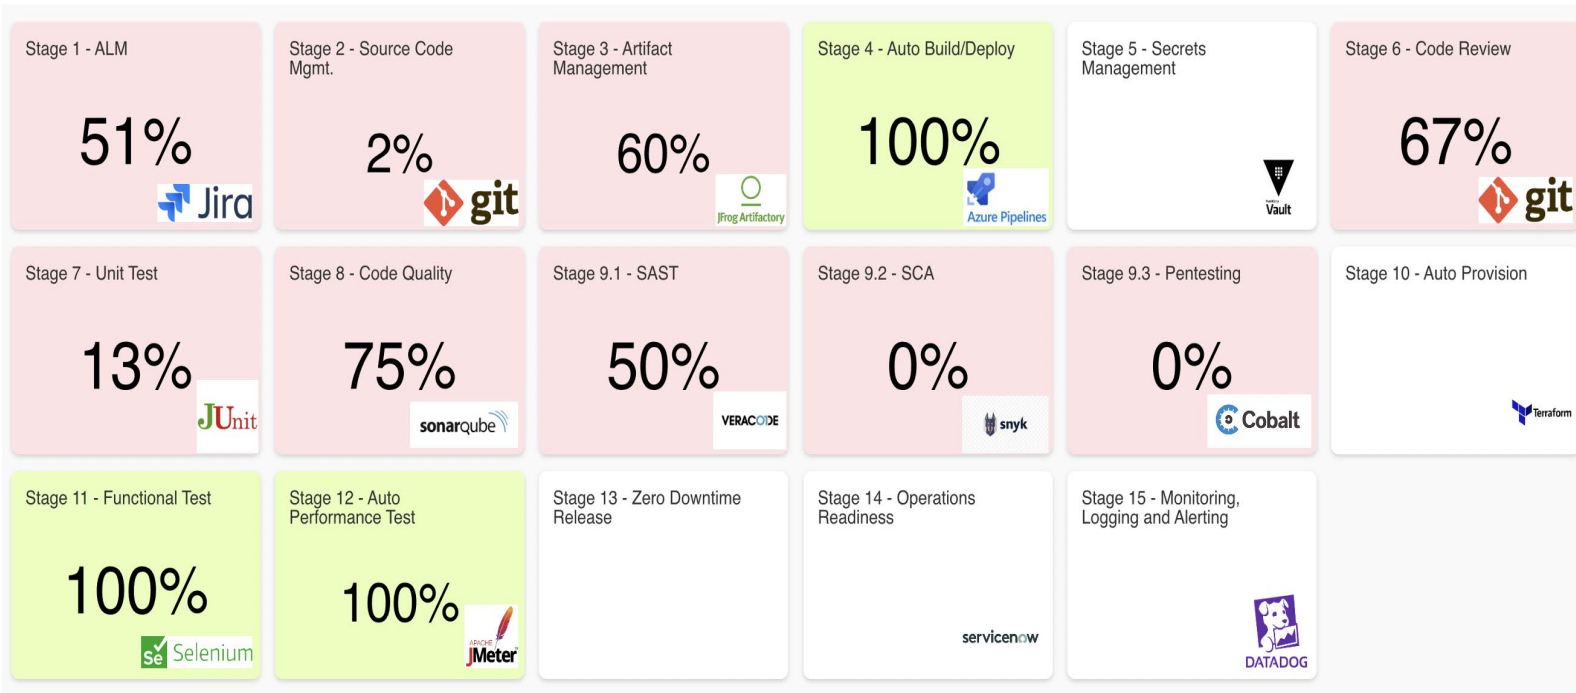 Stage 1 - ALM
51%
Jira
Stage 2 - Source Code
Mgmt.
2%
git
Stage 3 - Artifact
Management
60%
JFrog Artifactory
Stage 4 - Auto Build/Deploy
100%
Azure Pipelines
Stage 5 - Secrets
Management
Vault
Stage 6 - Code Review
67%
git
Stage 7 - Unit Test
13%
JUnit
Stage 8 - Code Quality
75%
sonarqube
Stage 9.1 - SAST
50%
VERACODE
Stage 9.2 - SCA
0%
snyk
Stage 9.3 - Pentesting
0%
Cobalt
Stage 10 - Auto Provision
Terraform
Stage 11 - Functional Test
100%
Se Selenium
Stage 12 - Auto
Performance Test
100%
APACHE
JMeter
Stage 13 - Zero Downtime
Release
Stage 14 - Operations
Readiness
servicenow
Stage 15 - Monitoring,
Logging and Alerting
DATADOG